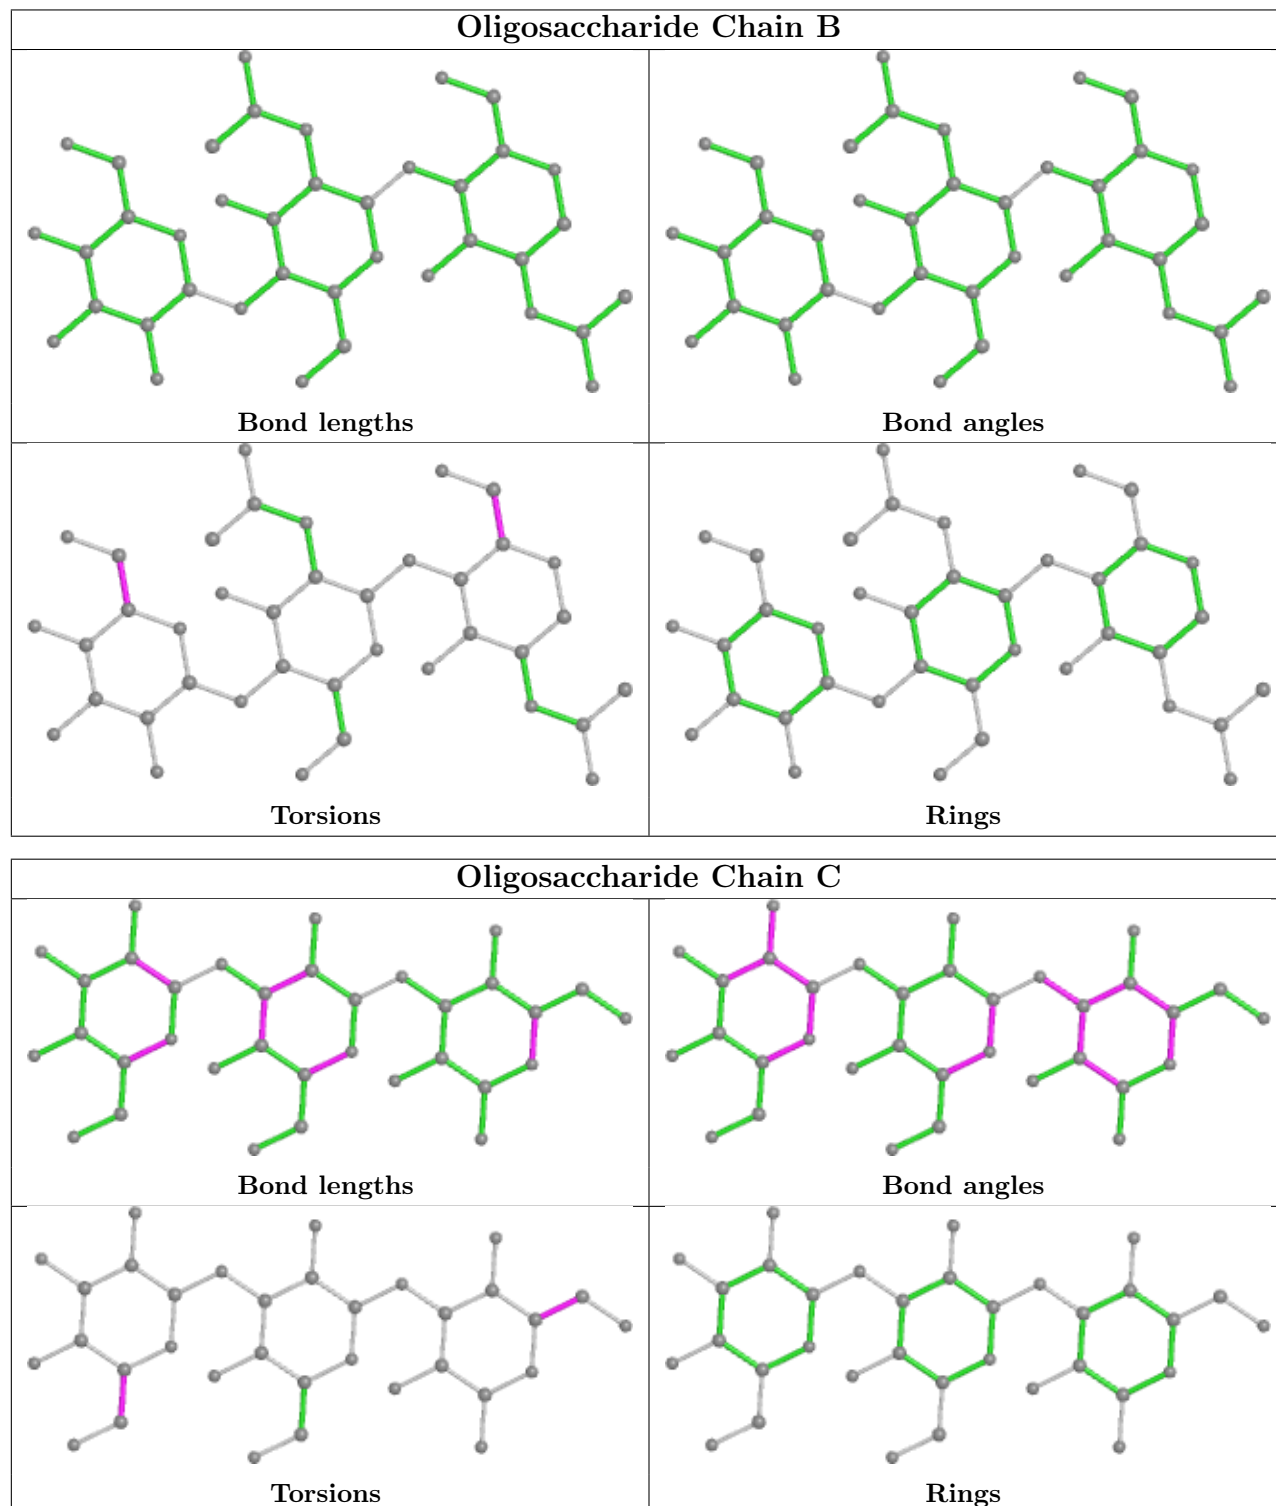 Oligosaccharide Chain B
Bond lengths
Bond angles
Torsions
Rings
Oligosaccharide Chain C
Bond lengths
Bond angles
Torsions
Rings